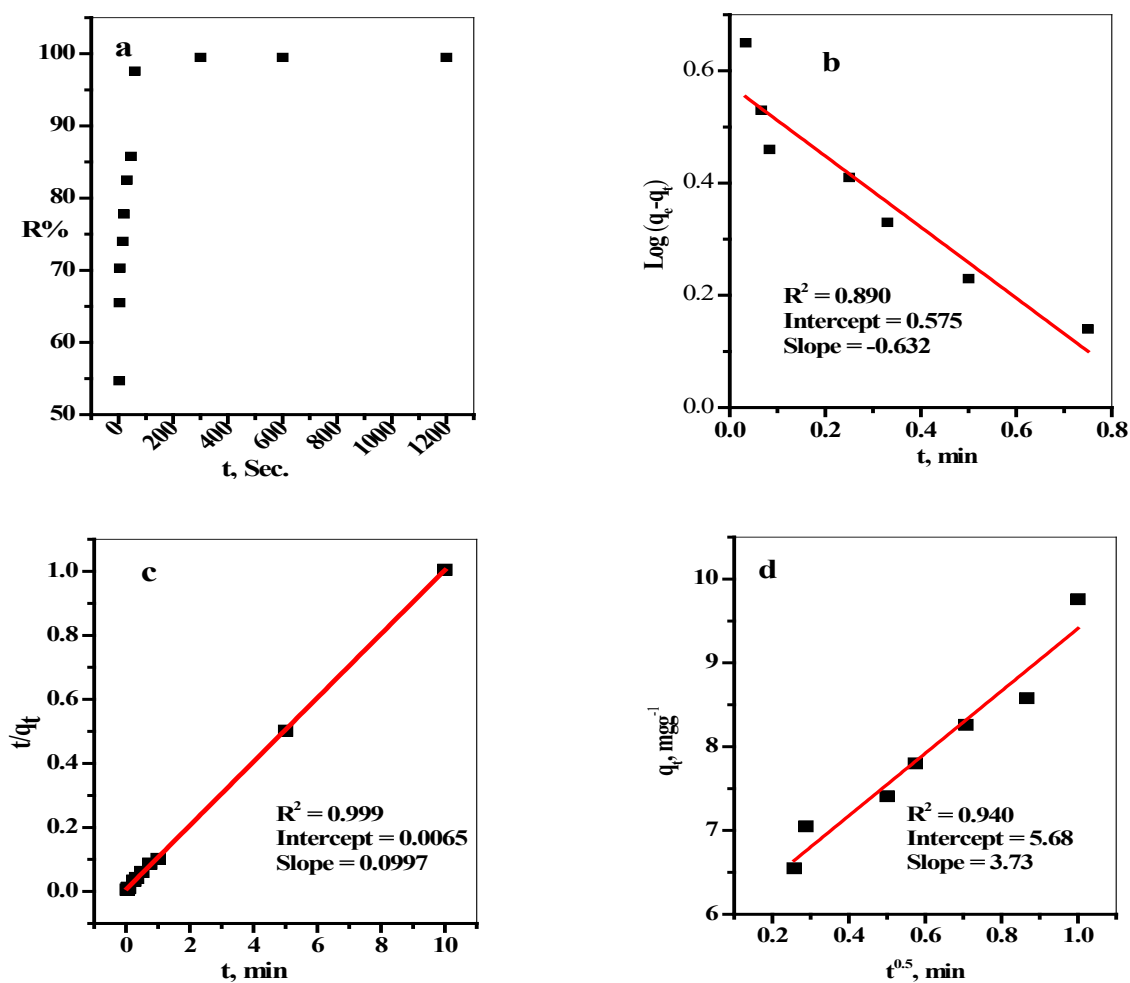 a
100
90
80
R%
70
60
50
0
200
400
600
800
1000
1200
t, Sec.
b
0.6
0.4
0.2
0.0
Log (qe-qt)
R² = 0.890
Intercept = 0.575
Slope = -0.632
0.0 0.2 0.4 0.6 0.8
t, min
c
1.0
0.8
0.6
0.4
0.2
0.0
t/qt
R² = 0.999
Intercept = 0.0065
Slope = 0.0997
0 2 4 6 8 10
t, min
d
10
9
8
7
6
qt, mgg⁻¹
R² = 0.940
Intercept = 5.68
Slope = 3.73
0.2 0.4 0.6 0.8 1.0
t⁰·⁵, min